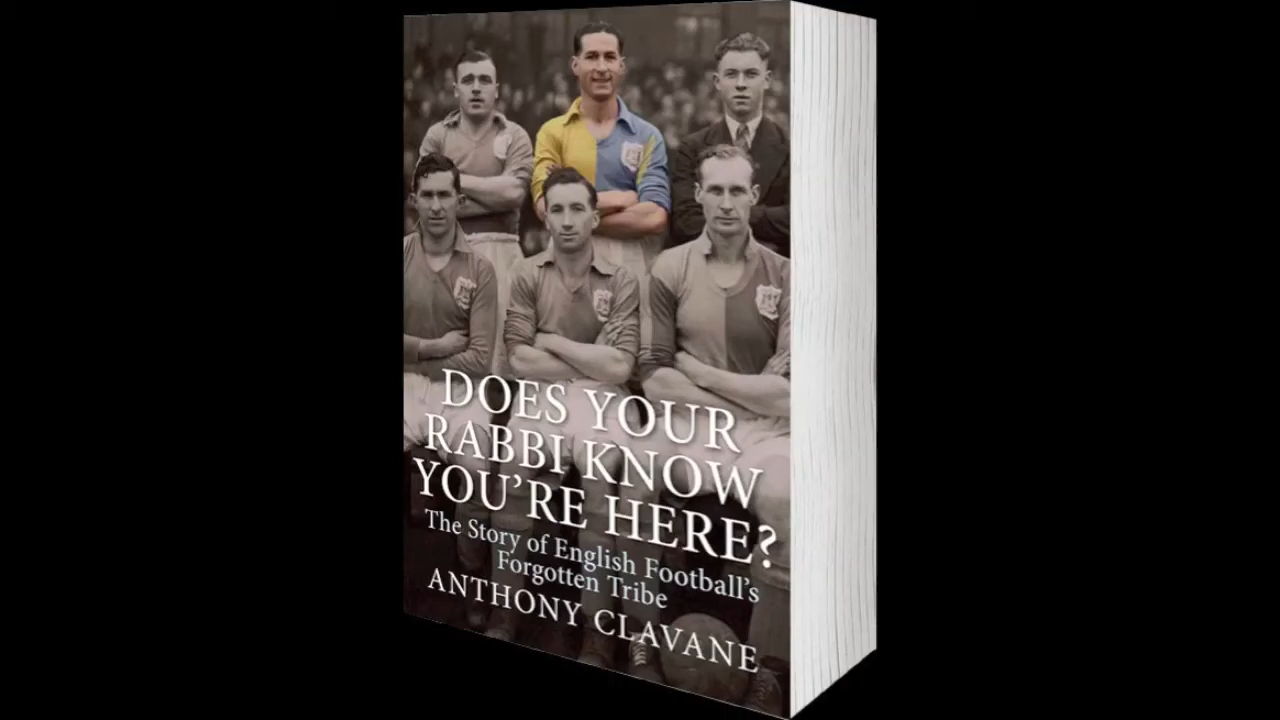 DOES YOUR
RABBI KNOW
YOU'RE HERE?
The Story of English Football's
Forgotten Tribe
ANTHONY CLAVANE